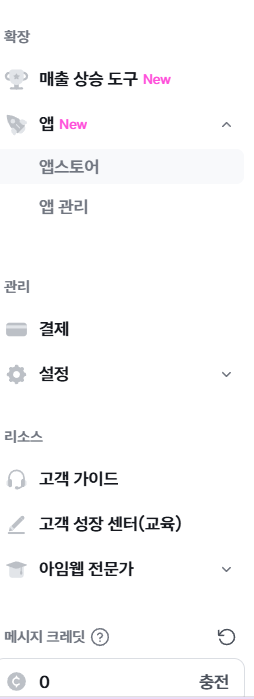 확장
매출 상승 도구 New
앱 New
앱스토어
앱 관리
관리
결제
설정
리소스
고객 가이드
고객 성장 센터(교육)
아임웹 전문가
메시지 크레딧 ?
C 0 충전